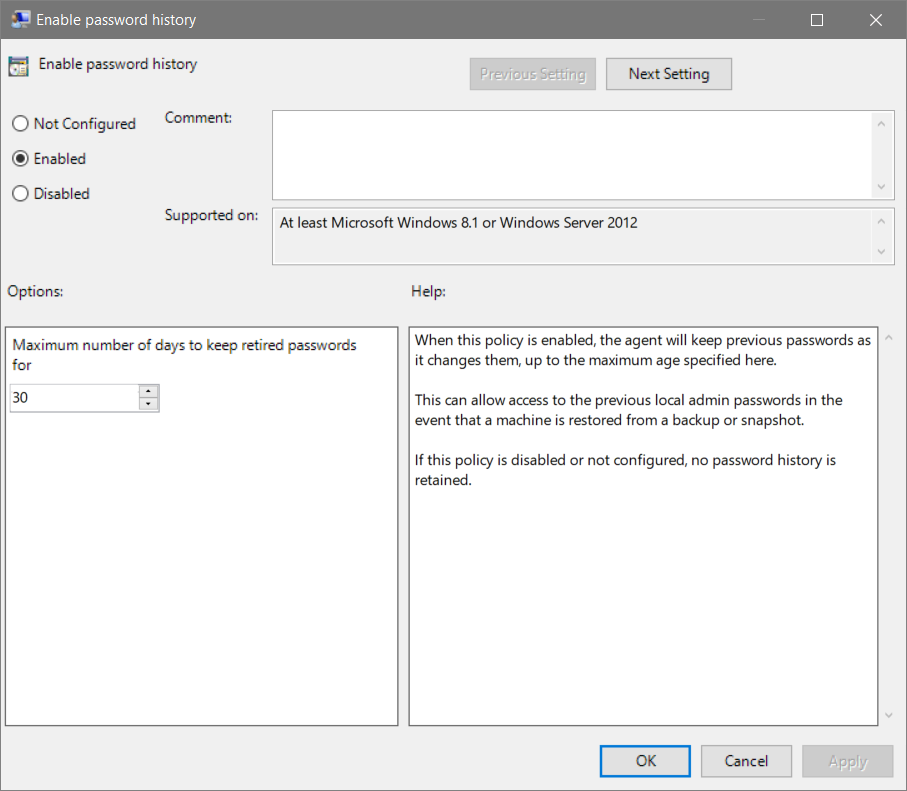 Enable password history
Enable password history
Previous Setting
Next Setting
Not Configured
Comment:
Enabled
Disabled
Supported on:
At least Microsoft Windows 8.1 or Windows Server 2012
Options:
Help:
Maximum number of days to keep retired passwords
for
30
When this policy is enabled, the agent will keep previous passwords as
it changes them, up to the maximum age specified here.
This can allow access to the previous local admin passwords in the
event that a machine is restored from a backup or snapshot.
If this policy is disabled or not configured, no password history is
retained.
OK
Cancel
Apply